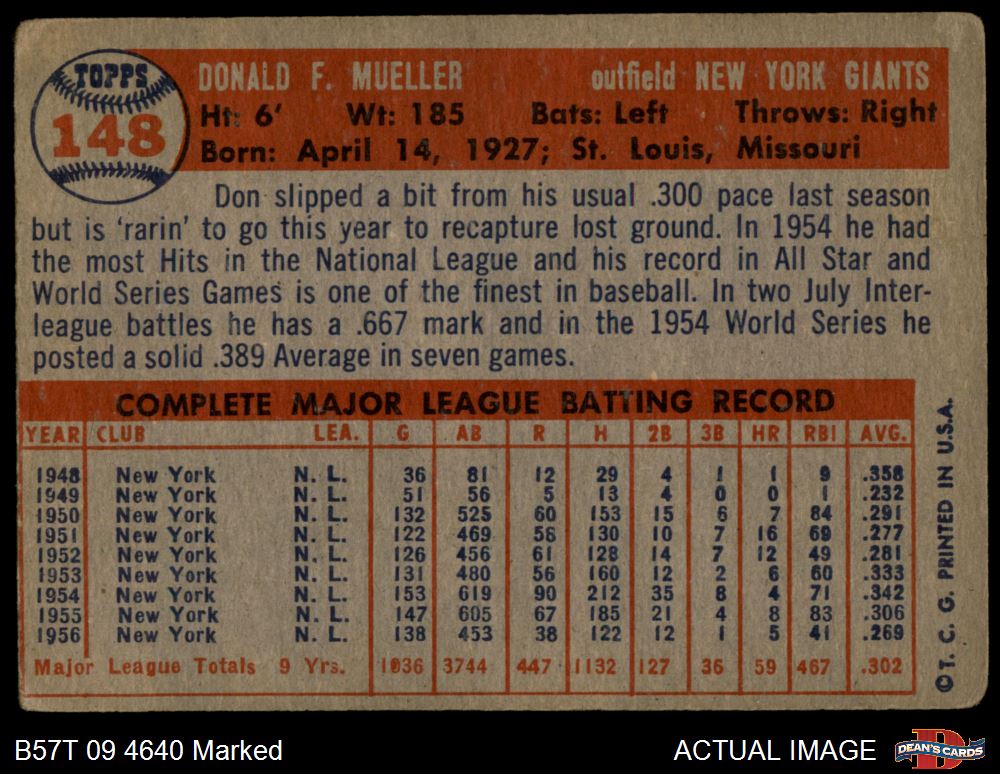 TOPPS
148
DONALD F. MUELLER outfield NEW YORK GIANTS
Ht: 6' Wt: 185 Bats: Left Throws: Right
Born: April 14, 1927; St. Louis, Missouri
Don slipped a bit from his usual .300 pace last season
but is 'rarin' to go this year to recapture lost ground. In 1954 he had
the most Hits in the National League and his record in All Star and
World Series Games is one of the finest in baseball. In two July Inter-
league battles he has a .667 mark and in the 1954 World Series he
posted a solid .389 Average in seven games.
COMPLETE MAJOR LEAGUE BATTING RECORD
YEAR CLUB LEA. G AB R H 2B 3B HR RBI AVG.
1948 New York N. L. 36 81 12 29 4 1 1 9 .358
1949 New York N. L. 51 56 5 13 4 0 0 1 .232
1950 New York N. L. 132 525 60 153 15 6 7 84 .291
1951 New York N. L. 122 469 58 130 10 7 16 69 .277
1952 New York N. L. 126 456 61 128 14 7 12 49 .281
1953 New York N. L. 131 480 56 160 12 2 6 60 .333
1954 New York N. L. 153 619 90 212 35 8 4 71 .342
1955 New York N. L. 147 605 67 185 21 4 8 83 .306
1956 New York N. L. 138 453 38 122 12 1 5 41 .269
Major League Totals 9 Yrs. 1036 3744 447 1132 127 36 59 467 .302
©T. C. G. PRINTED IN U.S.A.
B57T 09 4640 Marked ACTUAL IMAGE
DEAN'S CARDS